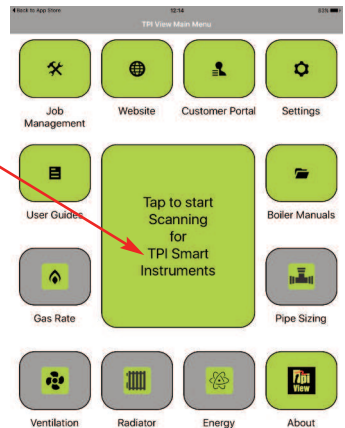 Back to App Store 12:14 83%
TPI View Main Menu
Job
Management
Website
Customer Portal
Settings
User Guides
Tap to start
Scanning
for
TPI Smart
Instruments
Boiler Manuals
Gas Rate
Pipe Sizing
Ventilation
Radiator
Energy
tpi
View
About